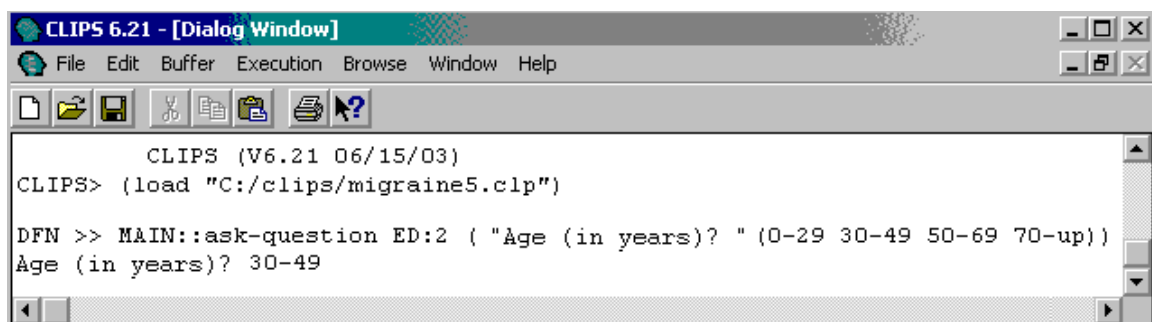 CLIPS 6.21 - [Dialog Window]
File Edit Buffer Execution Browse Window Help
CLIPS (V6.21 06/15/03)
CLIPS> (load "C:/clips/migraine5.clp")
DFN >> MAIN::ask-question ED:2 ( "Age (in years)? " (0-29 30-49 50-69 70-up))
Age (in years)? 30-49